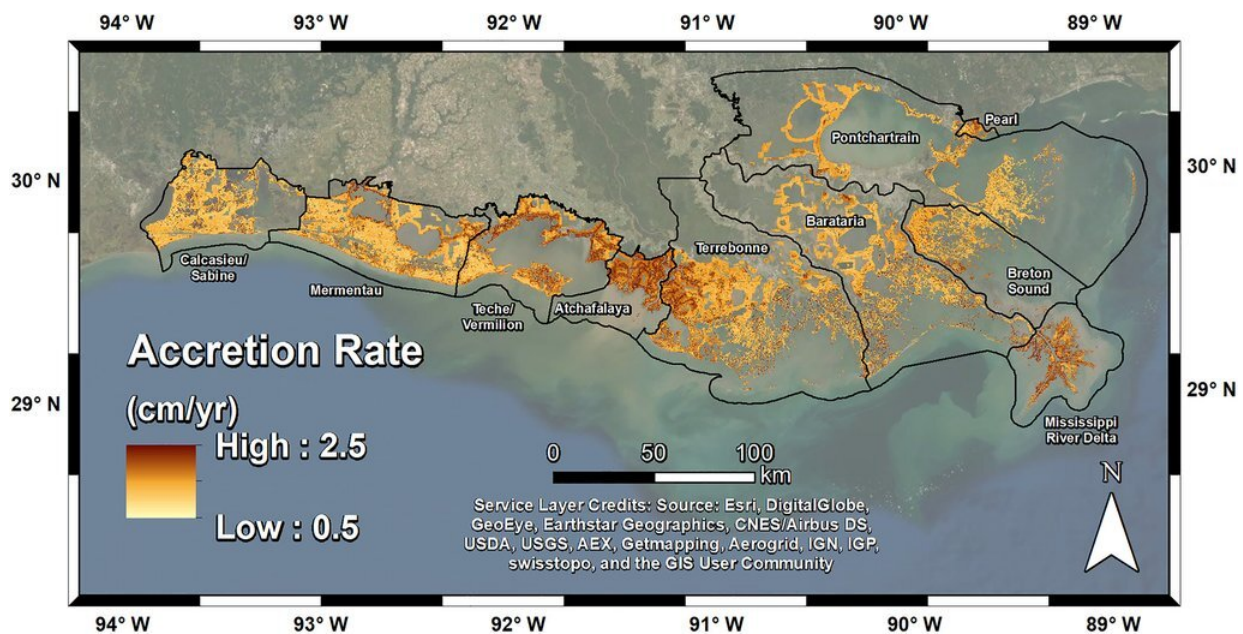 94° W 93° W 92° W 91° W 90° W 89° W
Pearl
Pontchartrain
30° N 30° N
Barataria
Terrebonne
Calcasieu/
Sabine
Breton
Sound
Mermentau
Teche/
Vermilion
Atchafalaya
Accretion Rate
(cm/yr)
High : 2.5
Low : 0.5
29° N 29° N
Mississippi
River Delta
0 50 100
km
N
Service Layer Credits: Source: Esri, DigitalGlobe,
GeoEye, Earthstar Geographics, CNES/Airbus DS,
USDA, USGS, AEX, Getmapping, Aerogrid, IGN, IGP,
swisstopo, and the GIS User Community
94° W 93° W 92° W 91° W 90° W 89° W